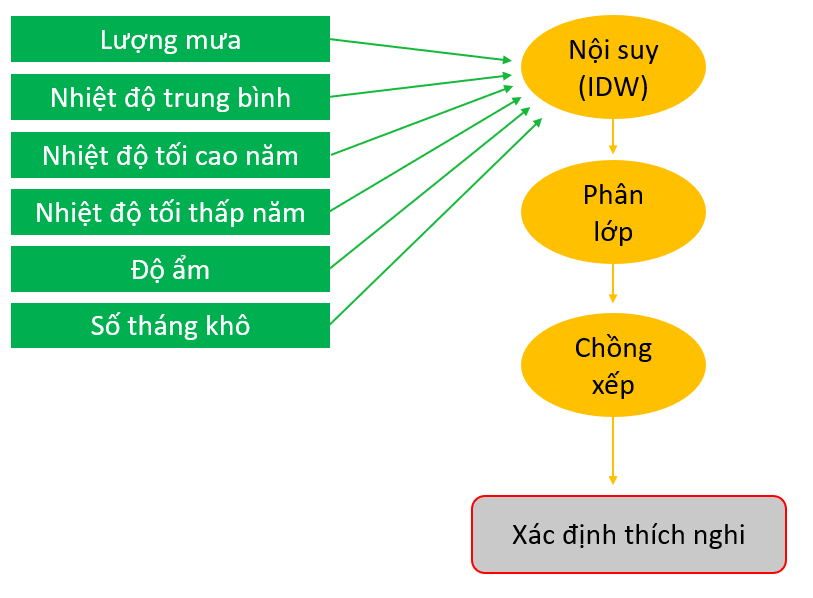 Lượng mưa
Nhiệt độ trung bình
Nhiệt độ tối cao năm
Nhiệt độ tối thấp năm
Độ ẩm
Số tháng khô
Nội suy
(IDW)
Phân
lớp
Chồng
xếp
Xác định thích nghi